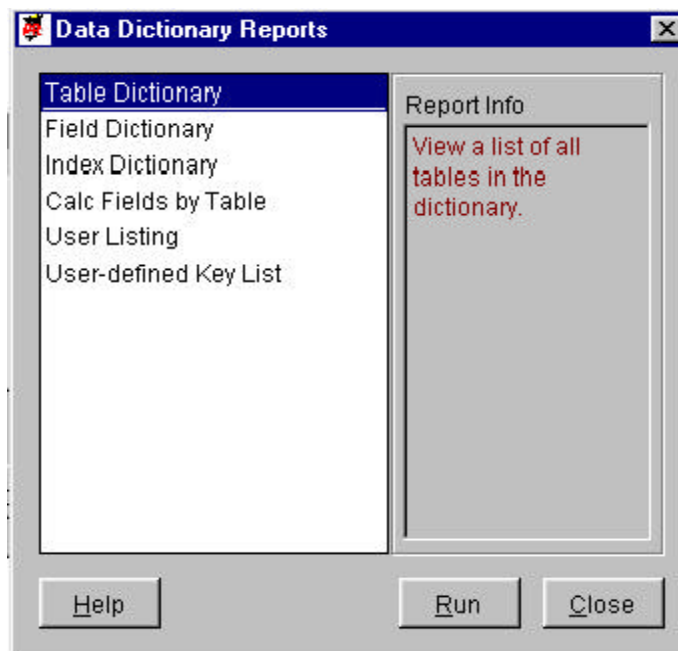 Data Dictionary Reports
Table Dictionary
Field Dictionary
Index Dictionary
Calc Fields by Table
User Listing
User-defined Key List
Report Info
View a list of all
tables in the
dictionary.
Help
Run
Close